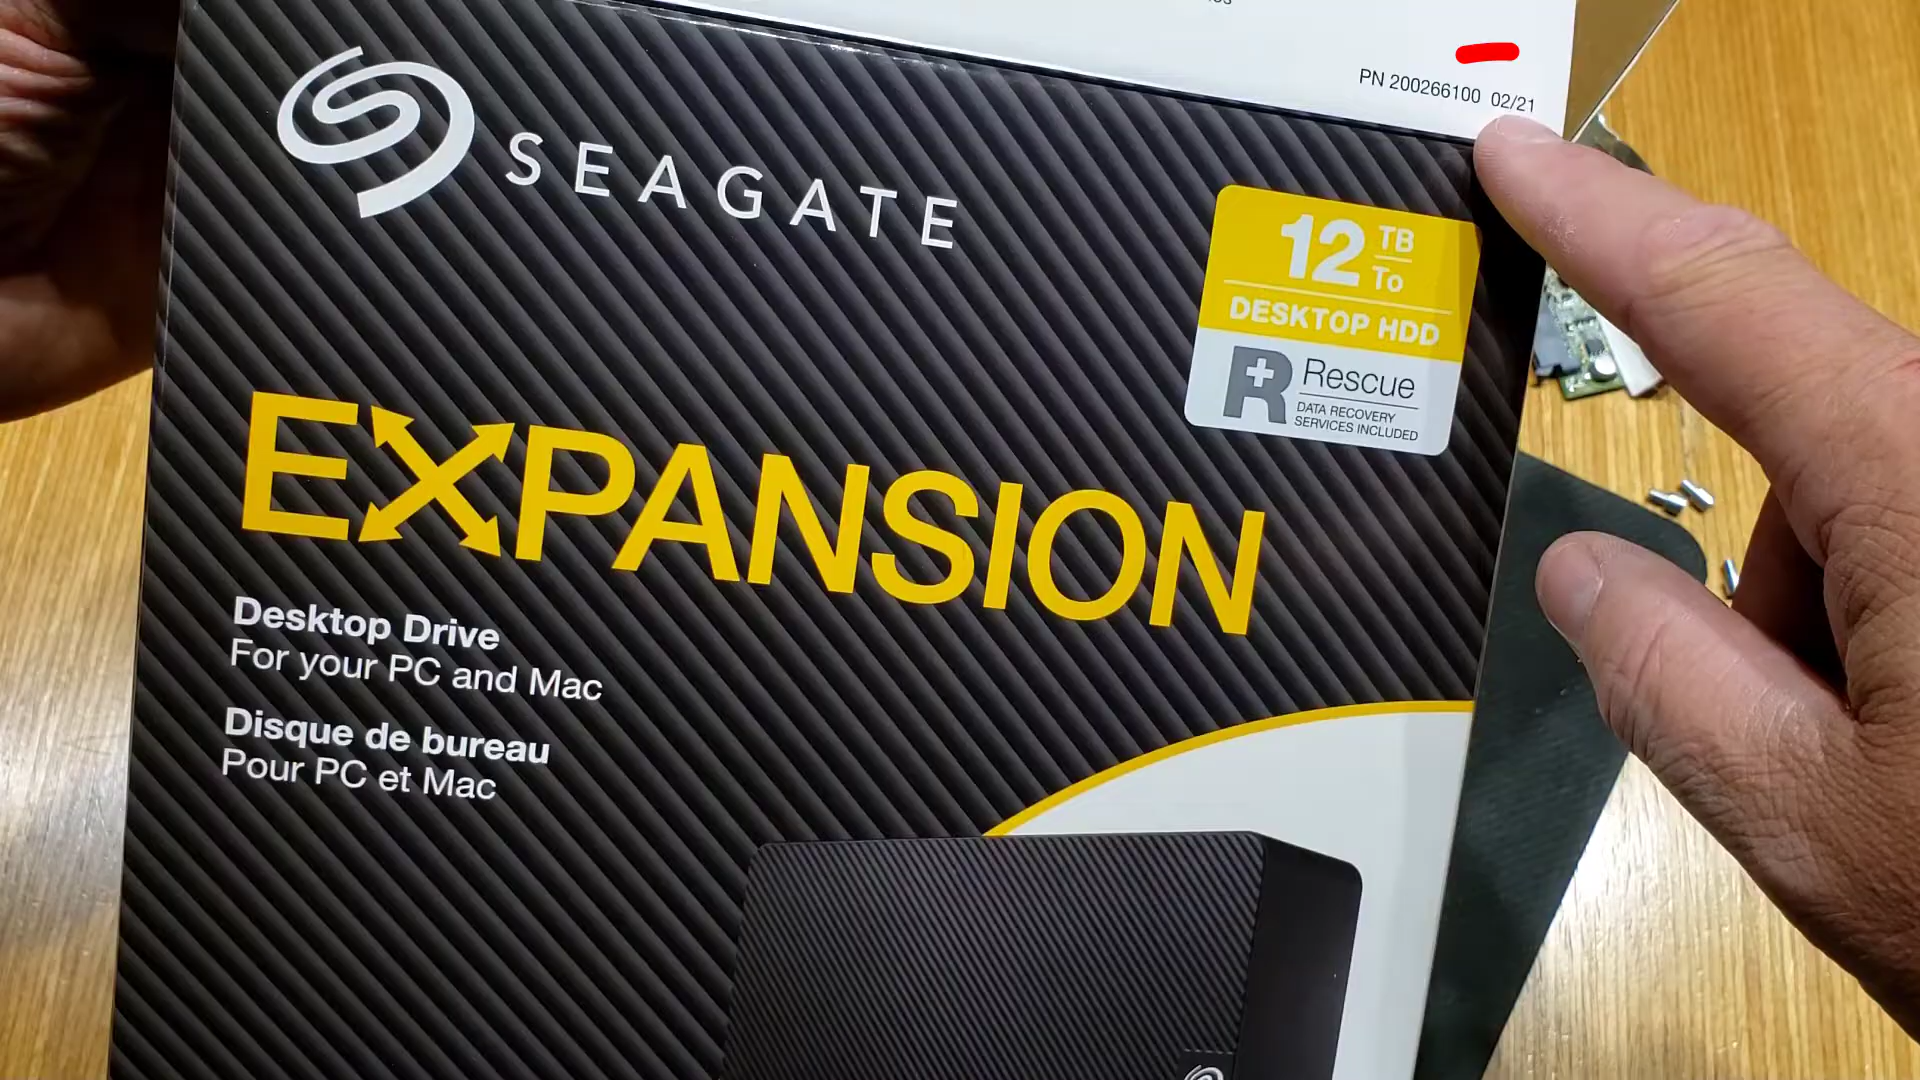 PN 200266100 02/21
SEAGATE
12 TB
To
DESKTOP HDD
R Rescue
DATA RECOVERY
SERVICES INCLUDED
EXPANSION
Desktop Drive
For your PC and Mac
Disque de bureau
Pour PC et Mac